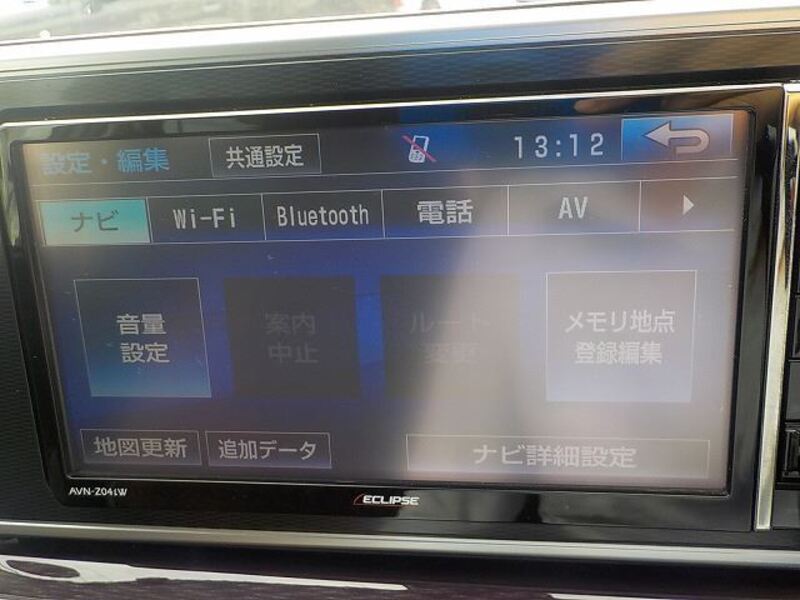 設定・編集 共通設定 13:12
ナビ Wi-Fi Bluetooth 電話 AV
音量設定
案内中止
ルート変更
メモリ地点登録編集
地図更新 追加データ ナビ詳細設定
AVN-Z04iW ECLIPSE